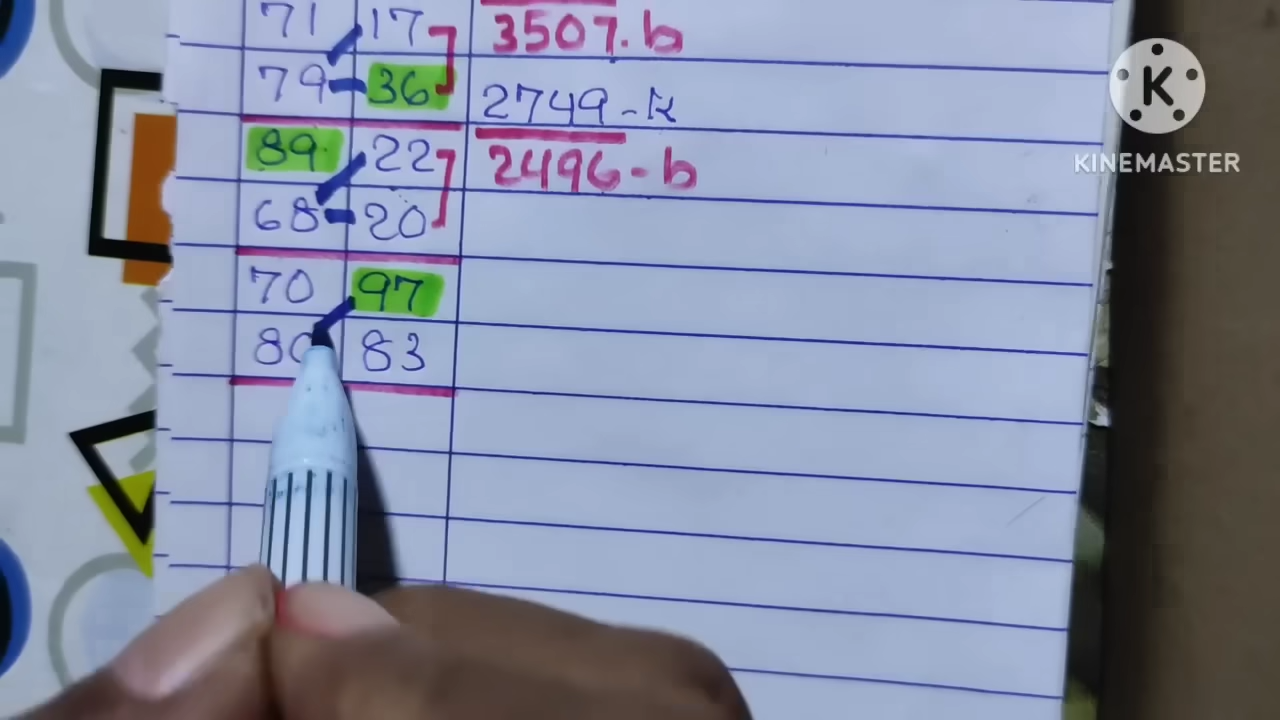 71 17 3507.b
79 36 2749-K
89 22 2496-b
68 20
70 97
80 83
K
KINEMASTER